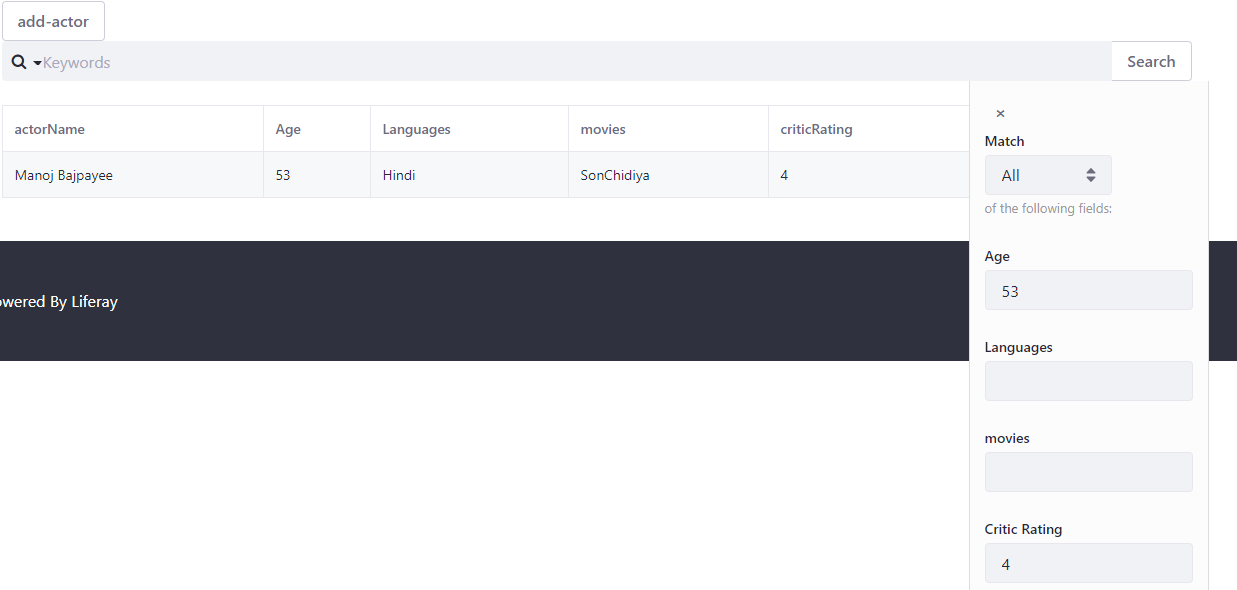 add-actor
Keywords
Search
actorName Age Languages movies criticRating
Manoj Bajpayee 53 Hindi SonChidiya 4
owered By Liferay
×
Match
All
of the following fields:
Age
53
Languages
movies
Critic Rating
4